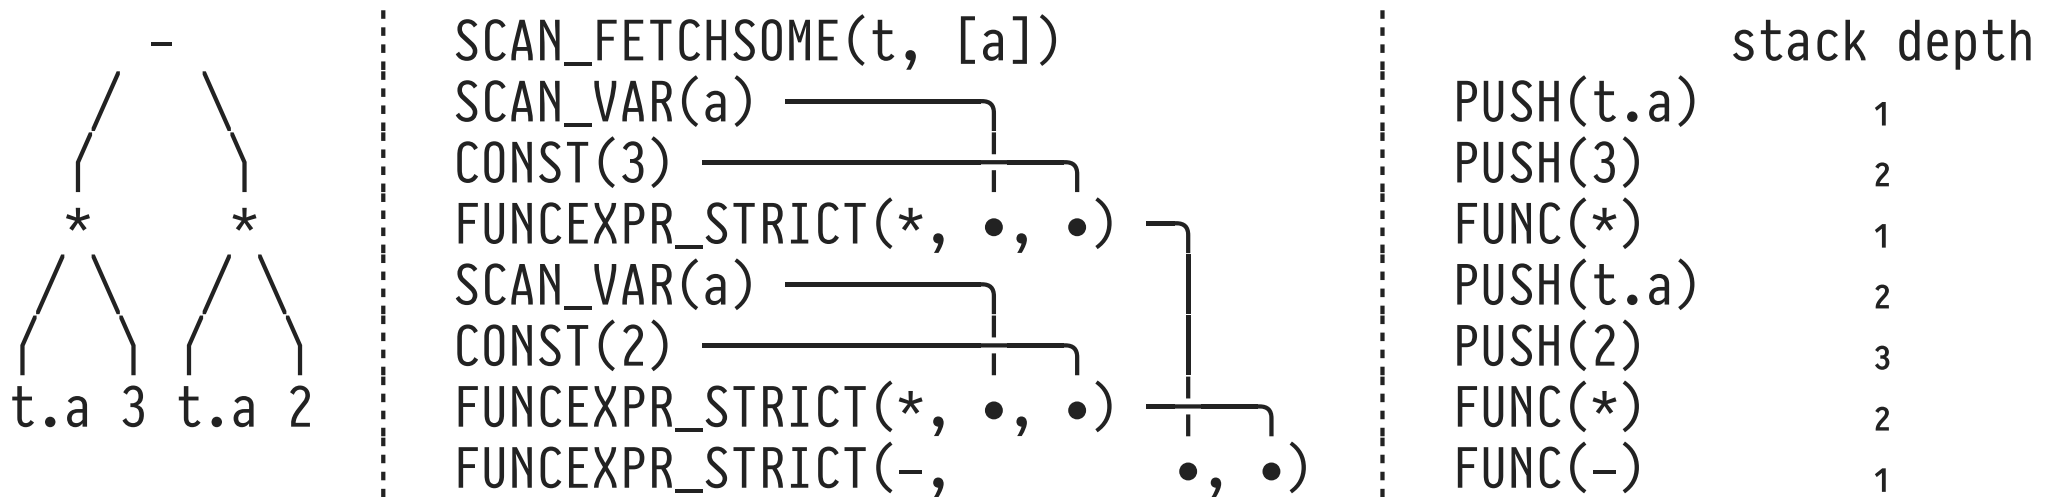 -
* *
t.a 3 t.a 2
SCAN_FETCHSOME(t, [a])
SCAN_VAR(a)
CONST(3)
FUNCEXPR_STRICT(*, •, •)
SCAN_VAR(a)
CONST(2)
FUNCEXPR_STRICT(*, •, •)
FUNCEXPR_STRICT(-, •, •)
stack depth
PUSH(t.a) 1
PUSH(3) 2
FUNC(*) 1
PUSH(t.a) 2
PUSH(2) 3
FUNC(*) 2
FUNC(-) 1